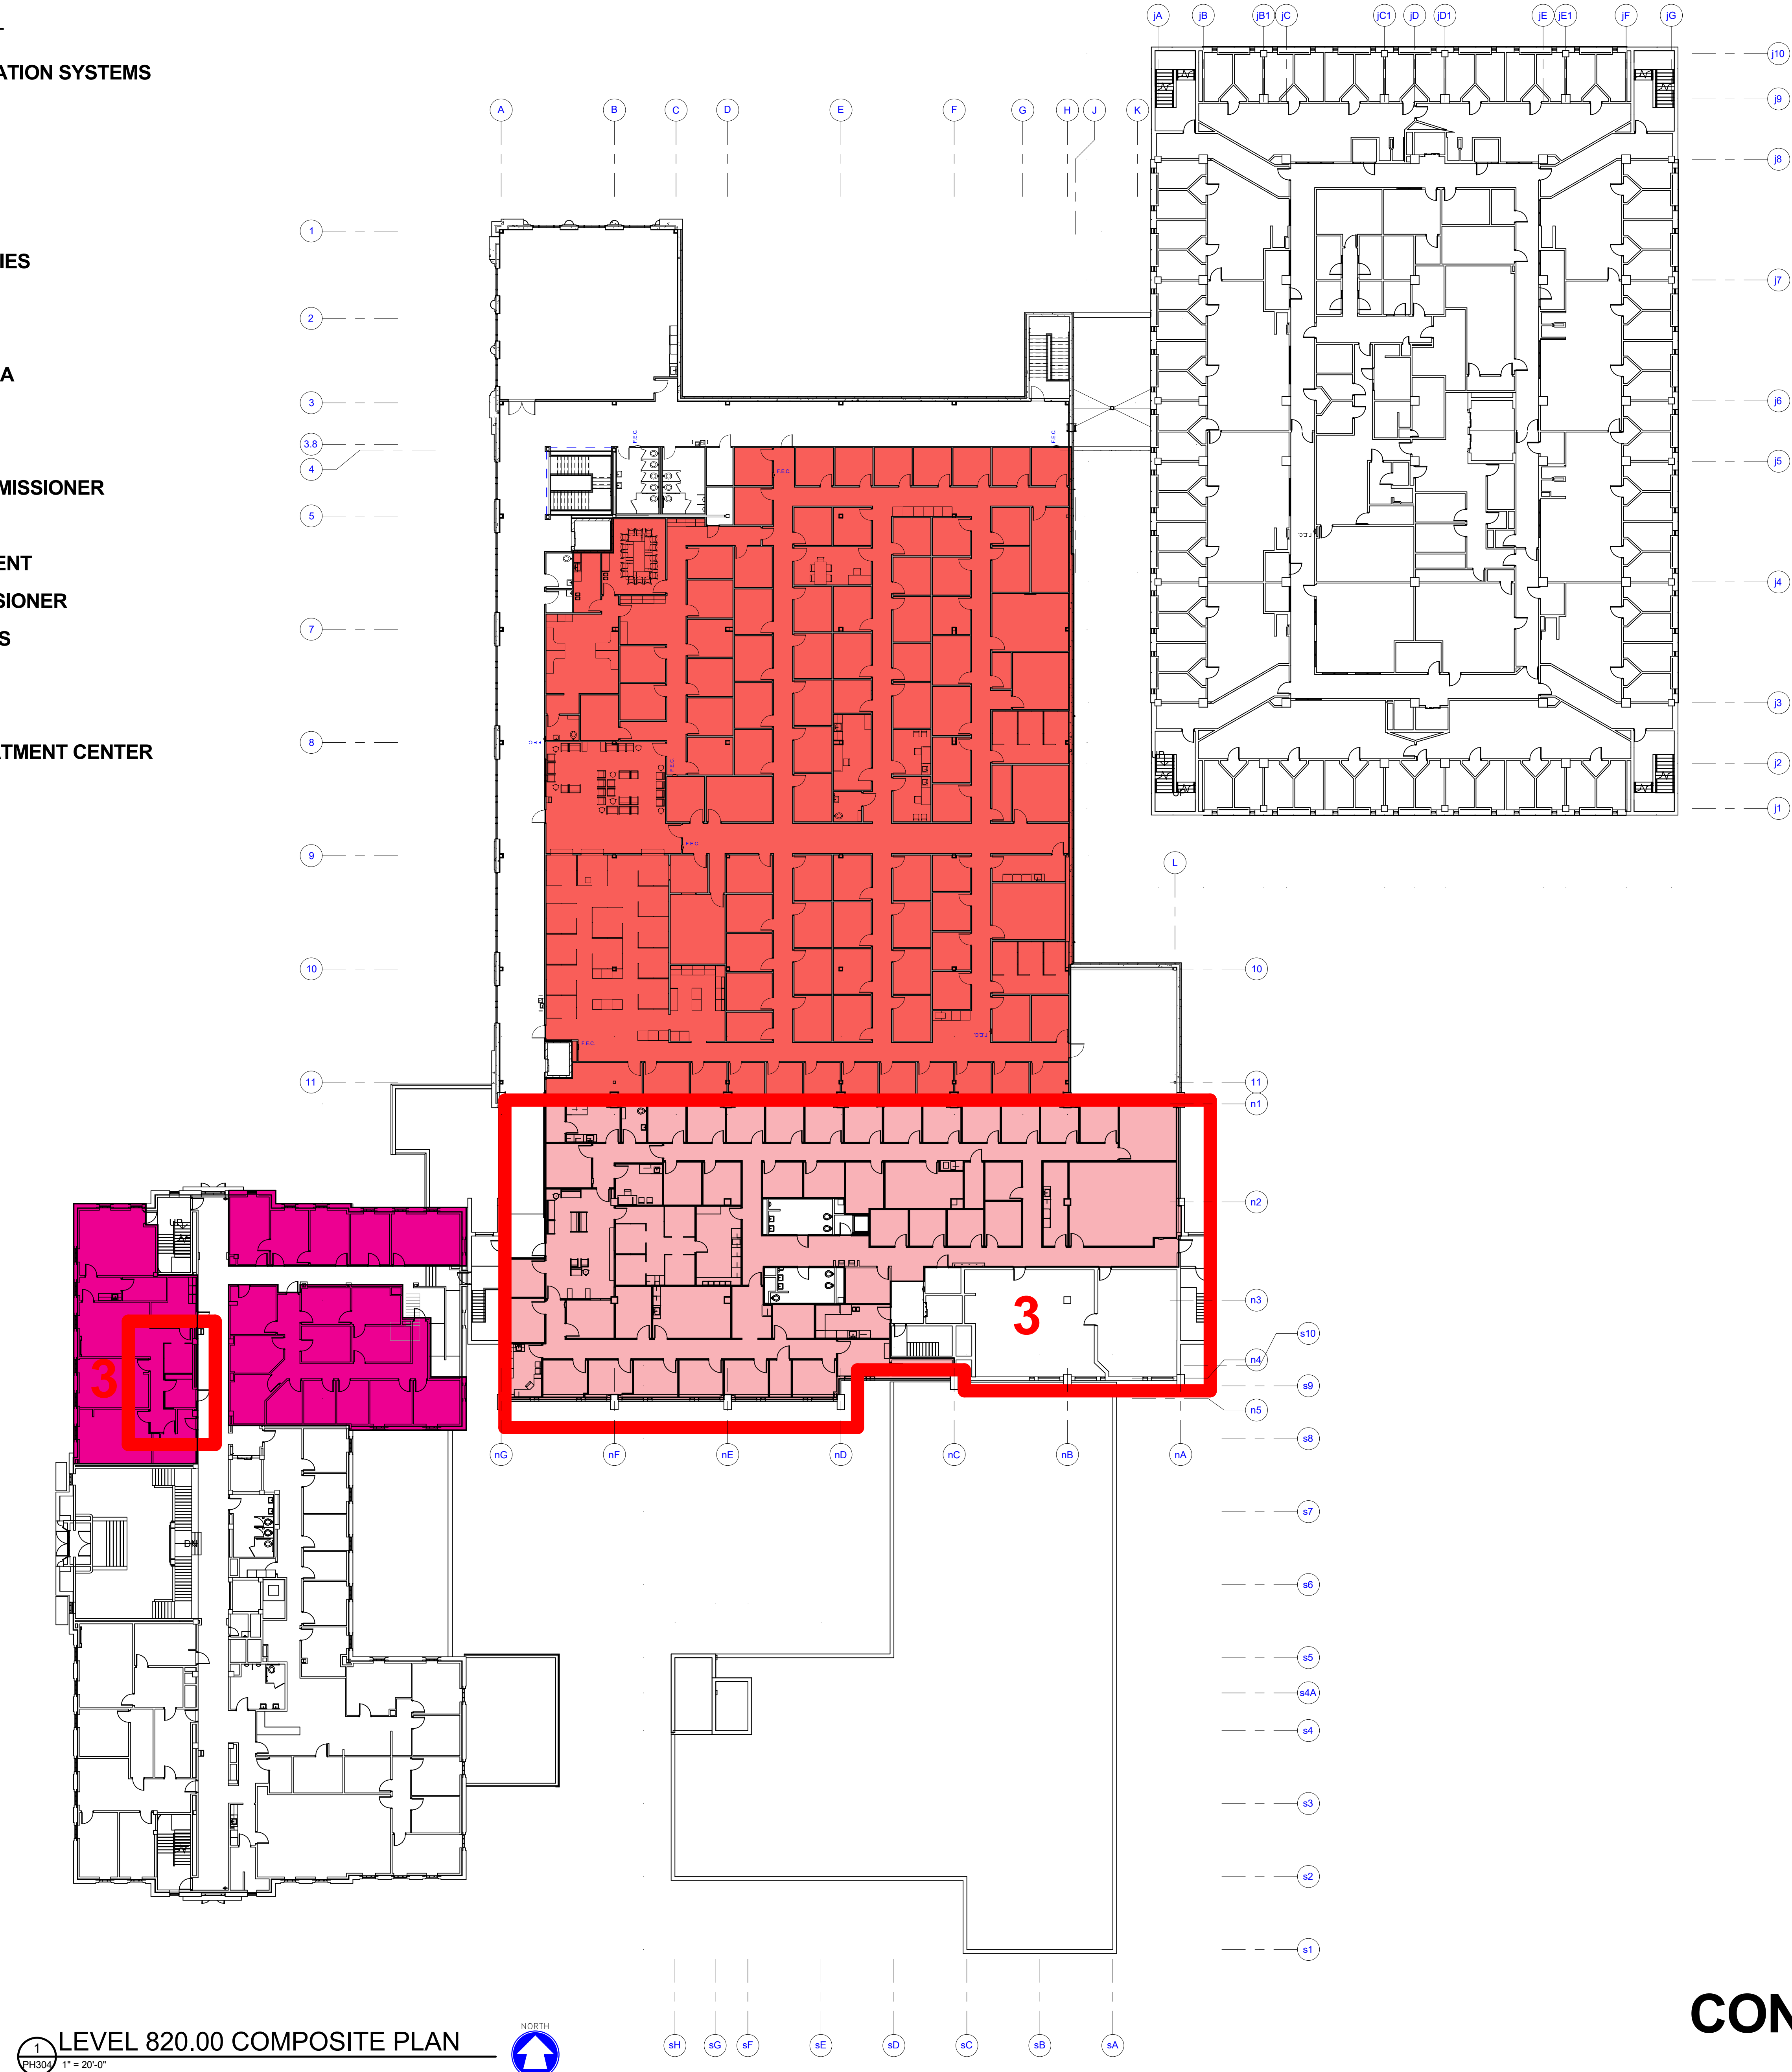 jA jB jB1 jC jC1 jD jD1 jE jE1 jF jG
j10
ATION SYSTEMS
j9
A B C D E F G H J K
j8
1
IES
j7
2
A
3
j6
3.8
F.E.C.
F.E.C.
4
j5
F.E.C.
MISSIONER
5
F.E.C.
ENT
j4
SIONER
7
S
j3
8
F.E.C.
ATMENT CENTER
UP
j2
F.E.C.
UP
j1
F.E.C.
9
L
10
10
F.E.C.
F.E.C.
11
11
n1
n2
UP
n3
3
s10
n4
3
s9
n5
s8
nG nF nE nD nC nB nA
s7
DN
s6
s5
s4A
s4
s3
s2
s1
CON
NORTH
1
LEVEL 820.00 COMPOSITE PLAN
PH304
1" = 20'-0"
sH sG sF sE sD sC sB sA